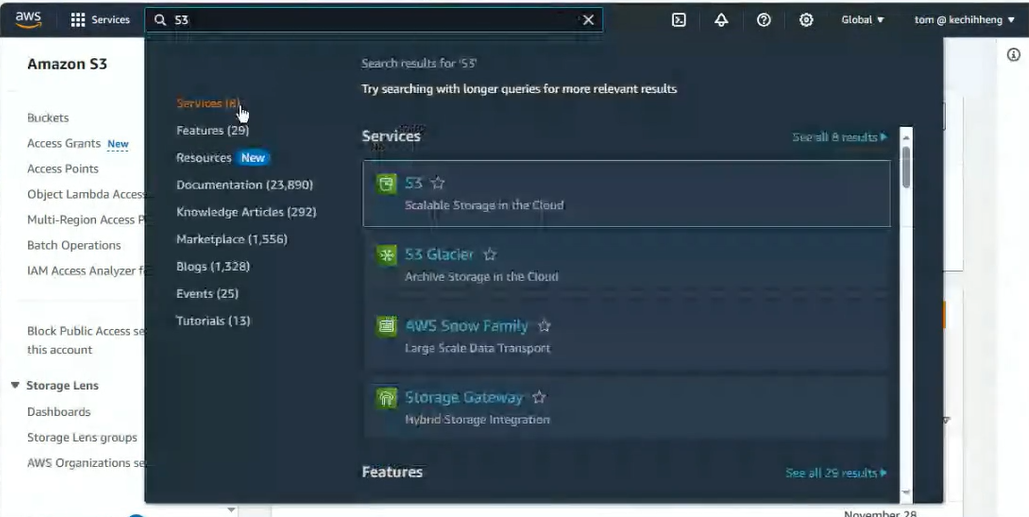 aws
Services
S3
Global
tom @ kechihheng
Amazon S3
Buckets
Access Grants New
Access Points
Object Lambda Access
Multi-Region Access P
Batch Operations
IAM Access Analyzer f
Block Public Access se
this account
Storage Lens
Dashboards
Storage Lens groups
AWS Organizations se
Services (8)
Features (29)
Resources New
Documentation (23,890)
Knowledge Articles (292)
Marketplace (1,556)
Blogs (1,328)
Events (25)
Tutorials (13)
Search results for 'S3'
Try searching with longer queries for more relevant results
Services
See all 8 results
S3
Scalable Storage in the Cloud
S3 Glacier
Archive Storage in the Cloud
AWS Snow Family
Large Scale Data Transport
Storage Gateway
Hybrid Storage Integration
Features
See all 29 results
November 28